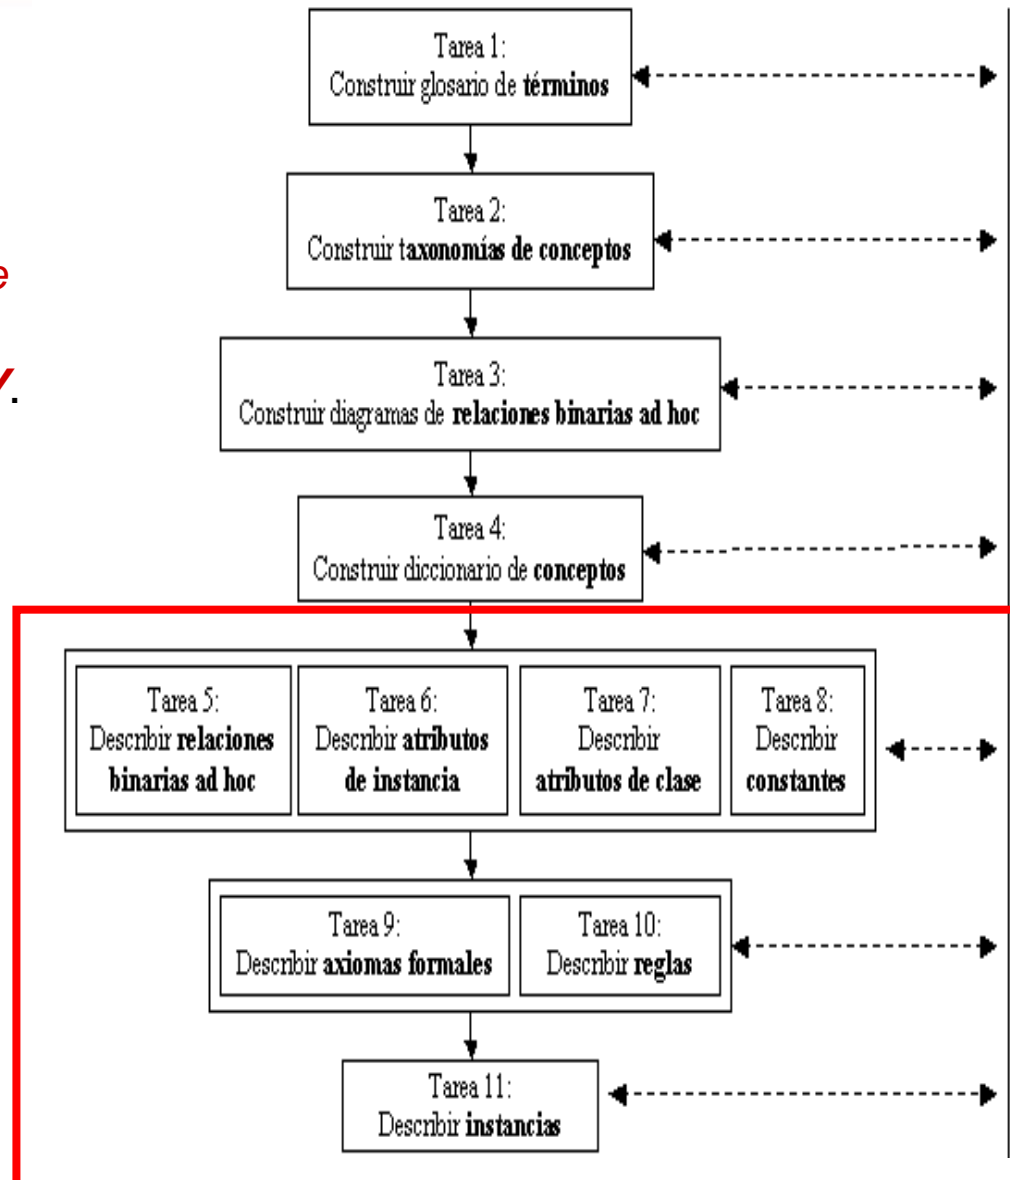 Tarea 1:
Construir glosario de términos
Tarea 2:
Construir taxonomías de conceptos
e
Tarea 3:
Construir diagramas de relaciones binarias ad hoc
Y.
Tarea 4:
Construir diccionario de conceptos
Tarea 5:
Describir relaciones
binarias ad hoc
Tarea 6:
Describir atributos
de instancia
Tarea 7:
Describir
atributos de clase
Tarea 8:
Describir
constantes
Tarea 9:
Describir axiomas formales
Tarea 10:
Describir reglas
Tarea 11:
Describir instancias